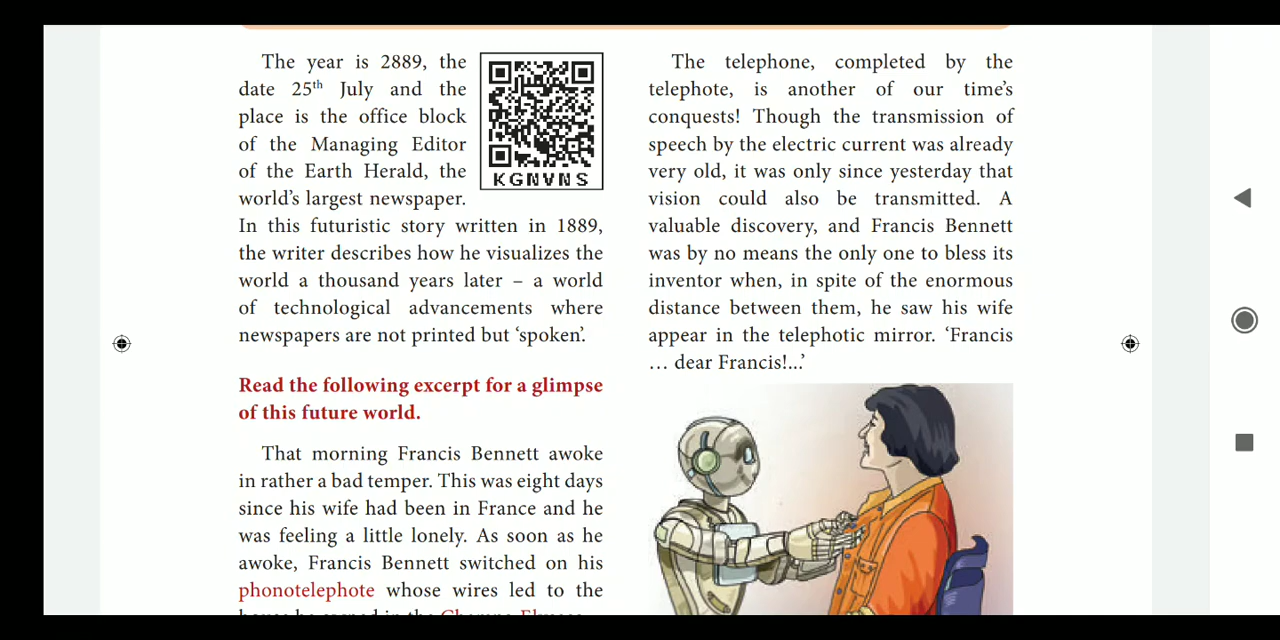 The year is 2889, the
date 25th July and the
place is the office block
of the Managing Editor
of the Earth Herald, the
world's largest newspaper.
KGNVNS
In this futuristic story written in 1889,
the writer describes how he visualizes the
world a thousand years later – a world
of technological advancements where
newspapers are not printed but 'spoken'.
Read the following excerpt for a glimpse
of this future world.
That morning Francis Bennett awoke
in rather a bad temper. This was eight days
since his wife had been in France and he
was feeling a little lonely. As soon as he
awoke, Francis Bennett switched on his
phonotelephote whose wires led to the
The telephone, completed by the
telephote, is another of our time's
conquests! Though the transmission of
speech by the electric current was already
very old, it was only since yesterday that
vision could also be transmitted. A
valuable discovery, and Francis Bennett
was by no means the only one to bless its
inventor when, in spite of the enormous
distance between them, he saw his wife
appear in the telephotic mirror. 'Francis
… dear Francis!...'